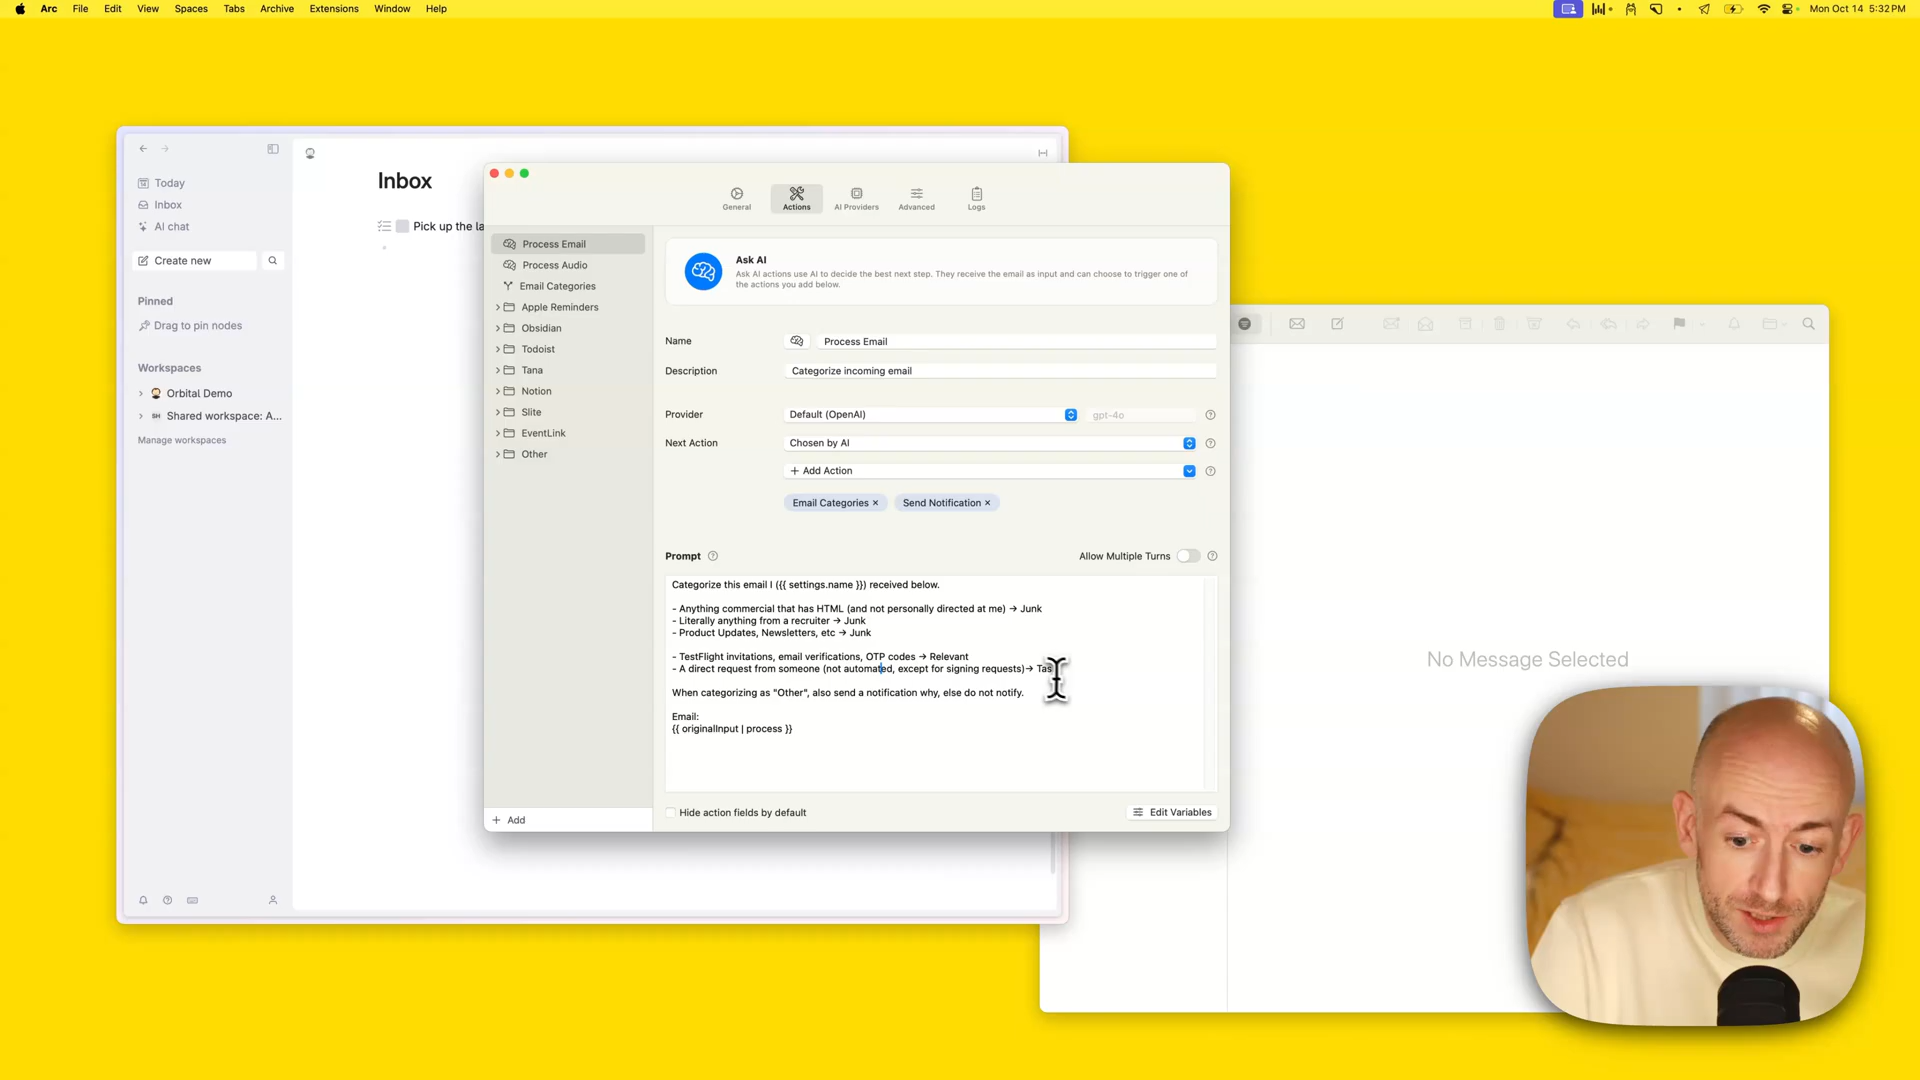 Arc File Edit View Spaces Tabs Archive Extensions Window Help
Mon Oct 14 5:32 PM
Today
Inbox
AI chat
Create new
Pinned
Drag to pin nodes
Workspaces
Orbital Demo
SH Shared workspace: A...
Manage workspaces
Inbox
Pick up the la
General
Actions
AI Providers
Advanced
Logs
Process Email
Process Audio
Email Categories
Apple Reminders
Obsidian
Todoist
Tana
Notion
Slite
EventLink
Other
+ Add
Ask AI
Ask AI actions use AI to decide the best next step. They receive the email as input and can choose to trigger one of
the actions you add below.
Name Process Email
Description Categorize incoming email
Provider Default (OpenAI) gpt-4o
Next Action Chosen by AI
+ Add Action
Email Categories × Send Notification ×
Prompt Allow Multiple Turns
Categorize this email I ({{ settings.name }}) received below.
- Anything commercial that has HTML (and not personally directed at me) → Junk
- Literally anything from a recruiter → Junk
- Product Updates, Newsletters, etc → Junk
- TestFlight invitations, email verifications, OTP codes → Relevant
- A direct request from someone (not automated, except for signing requests)→ Tas
When categorizing as "Other", also send a notification why, else do not notify.
Email:
{{ originalInput | process }}
Hide action fields by default
Edit Variables
No Message Selected